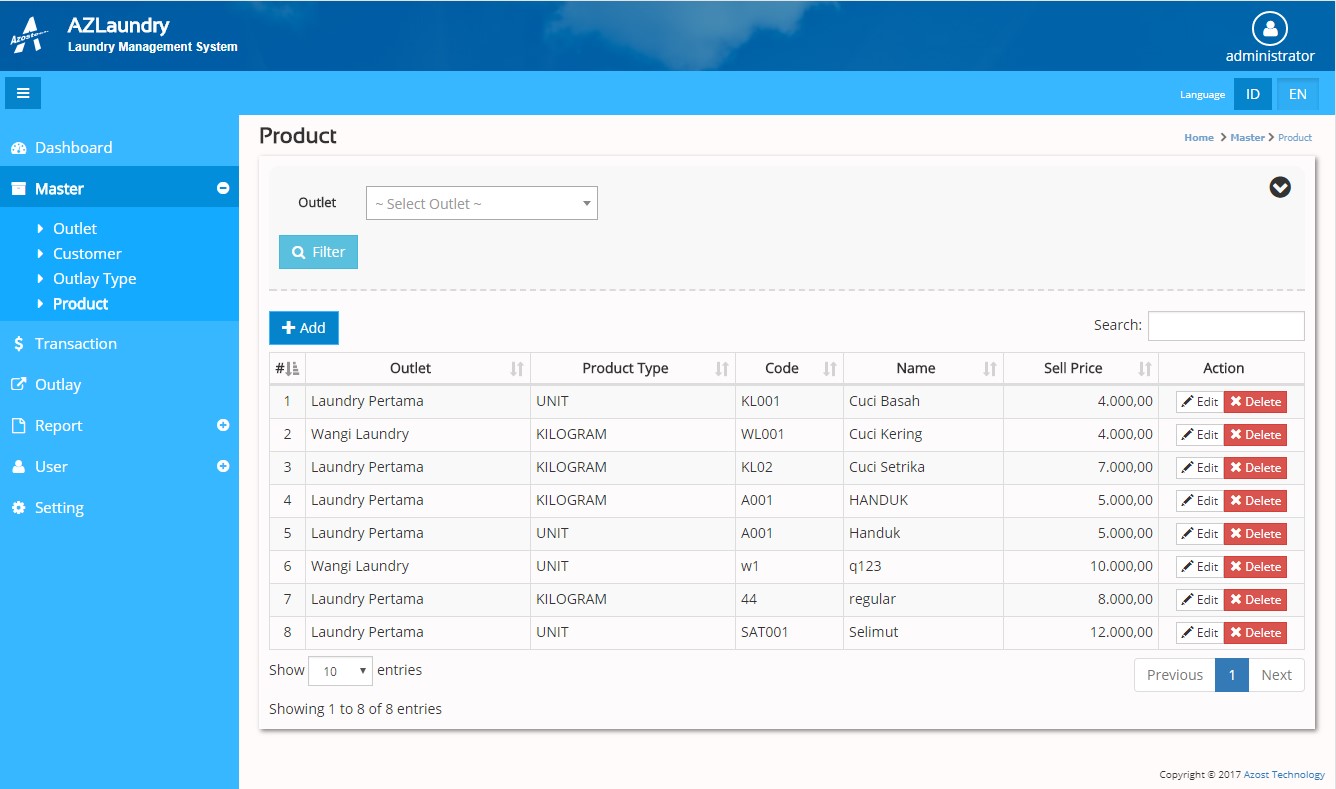 Azost
AZLaundry
Laundry Management System
administrator
Language ID EN
Dashboard
Master
Outlet
Customer
Outlay Type
Product
Transaction
Outlay
Report
User
Setting
Product
Home Master Product
Outlet ~ Select Outlet ~
Filter
Add
Search:
# Outlet Product Type Code Name Sell Price Action
1 Laundry Pertama UNIT KL001 Cuci Basah 4.000,00 Edit Delete
2 Wangi Laundry KILOGRAM WL001 Cuci Kering 4.000,00 Edit Delete
3 Laundry Pertama KILOGRAM KL02 Cuci Setrika 7.000,00 Edit Delete
4 Laundry Pertama KILOGRAM A001 HANDUK 5.000,00 Edit Delete
5 Laundry Pertama UNIT A001 Handuk 5.000,00 Edit Delete
6 Wangi Laundry UNIT w1 q123 10.000,00 Edit Delete
7 Laundry Pertama KILOGRAM 44 regular 8.000,00 Edit Delete
8 Laundry Pertama UNIT SAT001 Selimut 12.000,00 Edit Delete
Show 10 entries
Previous 1 Next
Showing 1 to 8 of 8 entries
Copyright © 2017 Azost Technology